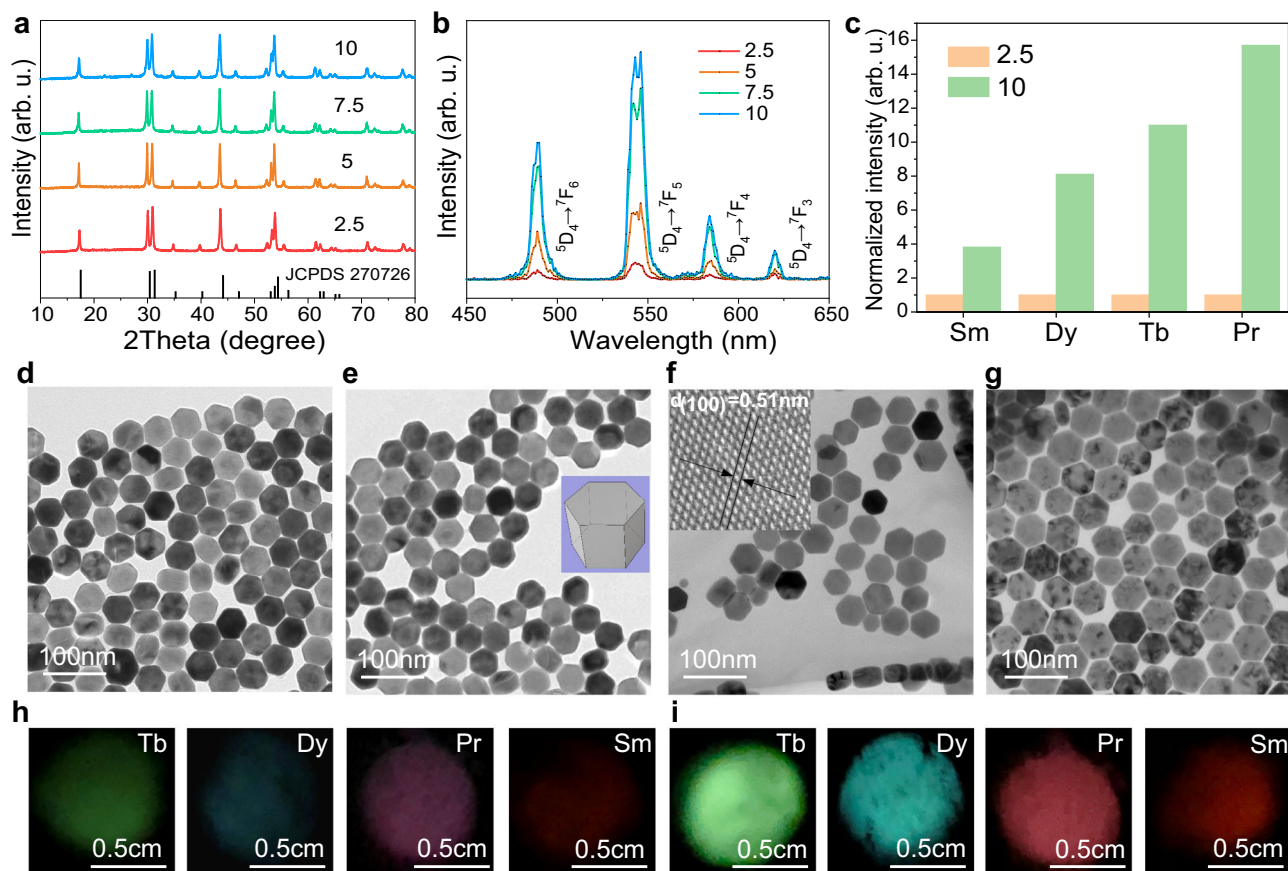 a
Intensity (arb. u.)
10
7.5
5
2.5
JCPDS 270726
10 20 30 40 50 60 70 80
2Theta (degree)
b
Intensity (arb. u.)
2.5
5
7.5
10
⁵D₄→⁷F₆
⁵D₄→⁷F₅
⁵D₄→⁷F₄
⁵D₄→⁷F₃
450 500 550 600 650
Wavelength (nm)
c
Normalized intensity (arb. u.)
16
14
12
10
8
6
4
2
0
2.5
10
Sm Dy Tb Pr
d
100nm
e
100nm
f
d(100)=0.51nm
100nm
g
100nm
h
Tb
0.5cm
Dy
0.5cm
Pr
0.5cm
Sm
0.5cm
i
Tb
0.5cm
Dy
0.5cm
Pr
0.5cm
Sm
0.5cm